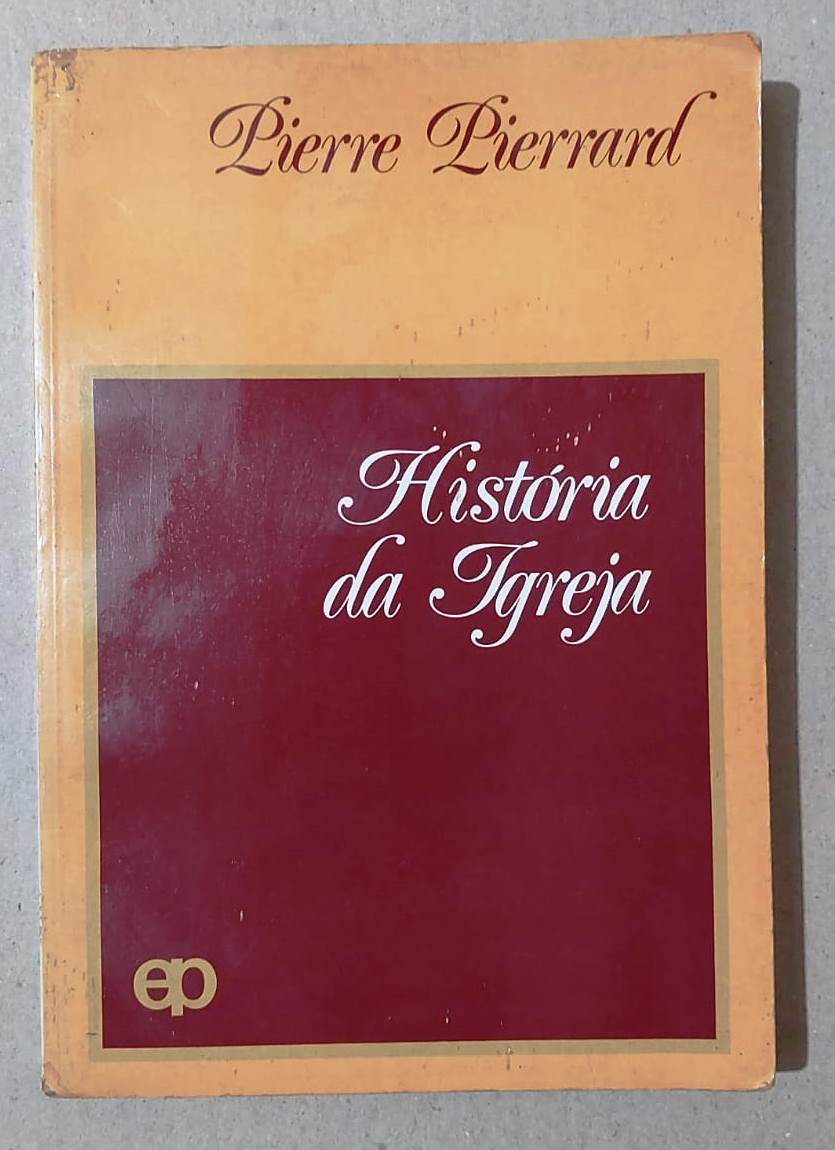 Pierre Pierrard
História
da Igreja
ep